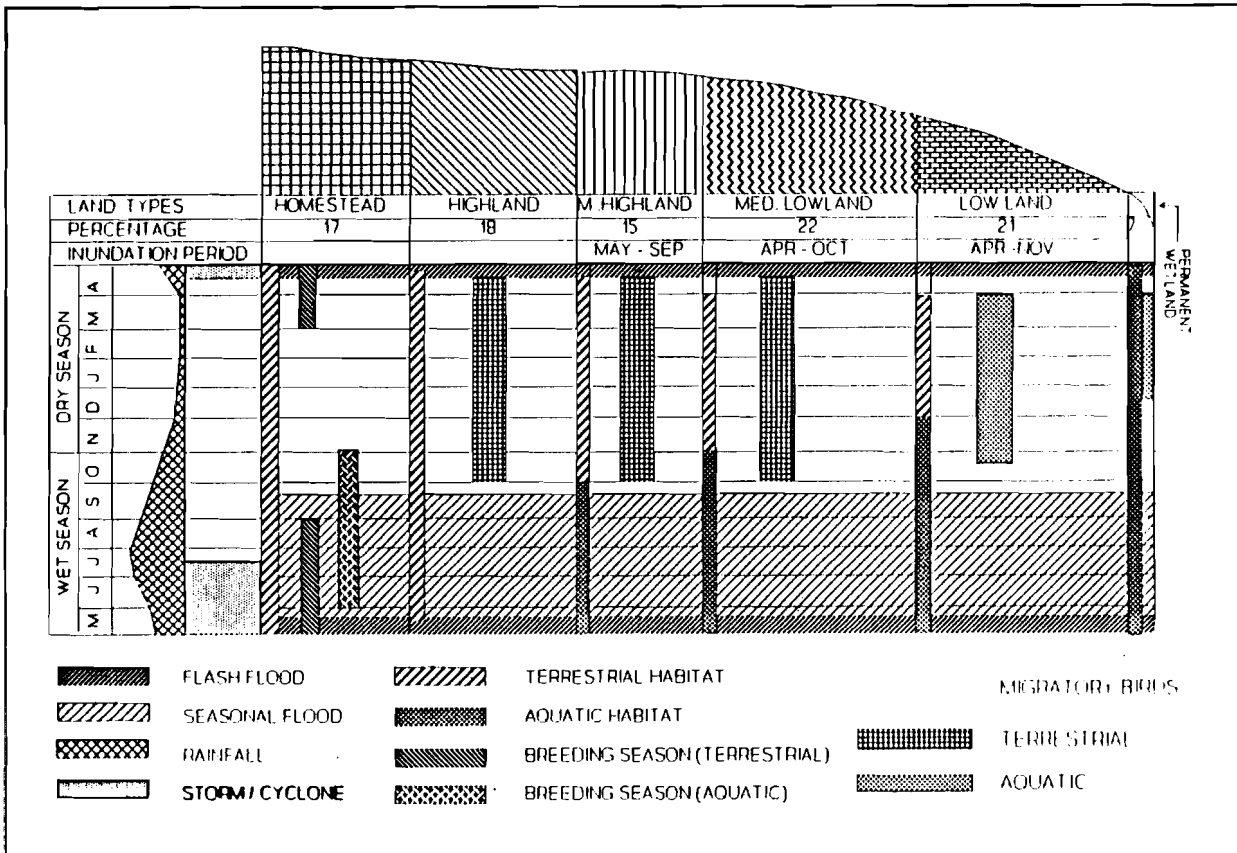 LAND TYPES HOMESTEAD HIGHLAND M. HIGHLAND MED. LOWLAND LOW LAND
PERCENTAGE 17 18 15 22 21 7
INUNDATION PERIOD MAY - SEP APR - OCT APR - NOV
PERMANENT
WETLAND
DRY SEASON
A
M
F
J
D
N
WET SEASON
O
S
A
J
J
M
FLASH FLOOD
SEASONAL FLOOD
RAINFALL
STORM / CYCLONE
TERRESTRIAL HABITAT
AQUATIC HABITAT
BREEDING SEASON (TERRESTRIAL)
BREEDING SEASON (AQUATIC)
MIGRATORY BIRDS
TERRESTRIAL
AQUATIC